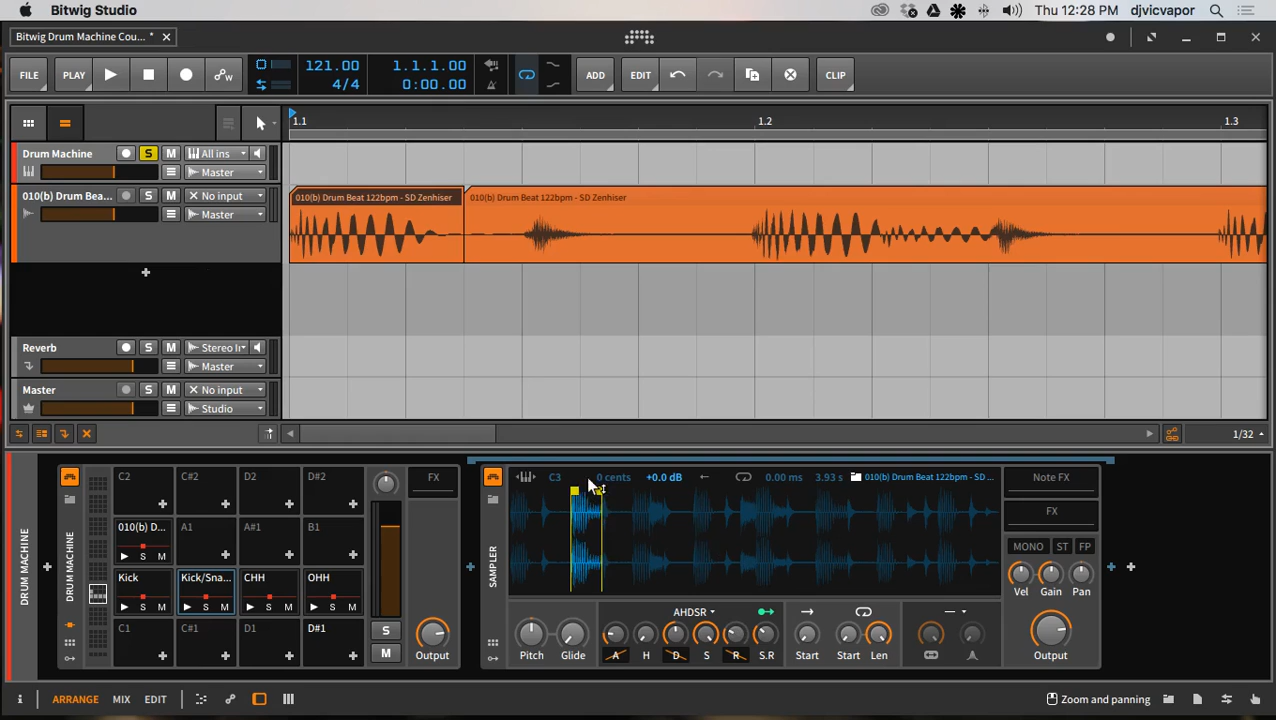 Bitwig Studio
Thu 12:28 PM djvicvapor
Bitwig Drum Machine Cou... *
FILE PLAY 121.00 1.1.1.00 ADD EDIT CLIP
4/4 0:00.00
1.1 1.2 1.3
Drum Machine S M All ins
Master
010(b) Drum Bea... S M No input
Master
010(b) Drum Beat 122bpm - SD Zenhiser
010(b) Drum Beat 122bpm - SD Zenhiser
Reverb S M Stereo I
Master
Master S M No input
Studio
1/32
DRUM MACHINE
DRUM MACHINE
C2 C#2 D2 D#2
010(b) D... A1 A#1 B1
S M
Kick Kick/Sna... CHH OHH
S M S M S M S M
C1 C#1 D1 D#1
FX
S
M
Output
SAMPLER
C3 0 cents +0.0 dB 0.00 ms 3.93 s 010(b) Drum Beat 122bpm - SD ...
AHDSR
Pitch Glide A H D S R S.R Start Start Len
Note FX
FX
MONO ST FP
Vel Gain Pan
Output
i ARRANGE MIX EDIT
Zoom and panning